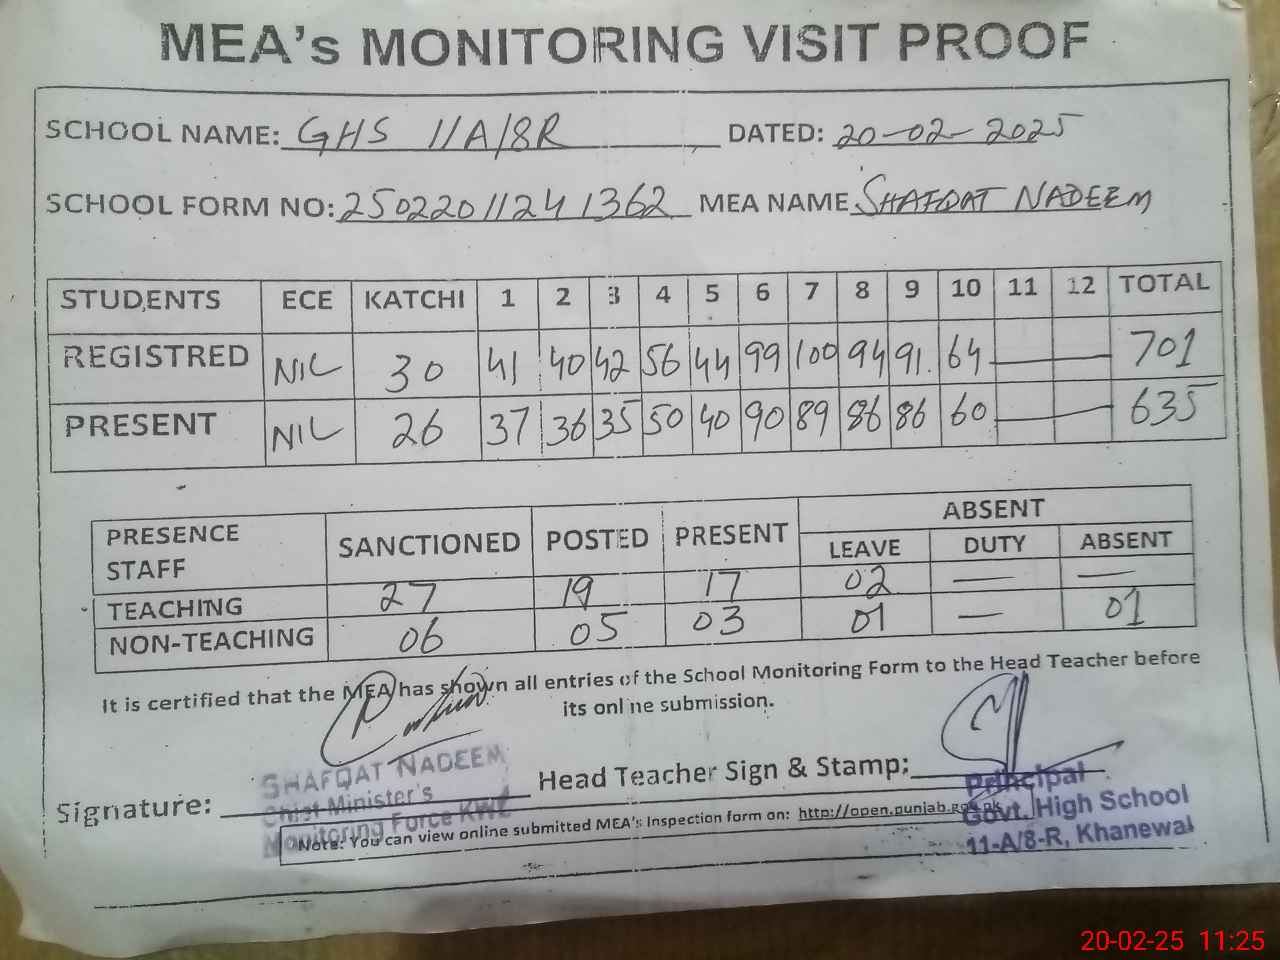 MEA's MONITORING VISIT PROOF
SCHOOL NAME: GHS 11A/8R DATED: 20-02-2025
SCHOOL FORM NO: 2502201124 1362 MEA NAME SHAFQAT NADEEM
STUDENTS ECE KATCHI 1 2 3 4 5 6 7 8 9 10 11 12 TOTAL
REGISTRED NIL 30 41 40 42 56 44 99 100 94 91 64 — — 701
PRESENT NIL 26 37 36 35 50 40 90 89 86 86 60 — — 635
ABSENT
PRESENCE STAFF SANCTIONED POSTED PRESENT LEAVE DUTY ABSENT
TEACHING 27 19 17 02 — —
NON-TEACHING 06 05 03 01 — 01
It is certified that the MEA has shown all entries of the School Monitoring Form to the Head Teacher before
its online submission.
Signature: Head Teacher Sign & Stamp:
SHAFQAT NADEEM
Chief Minister's
Monitoring Force KWL
Principal
Govt. High School
11-A/8-R, Khanewal
Note: You can view online submitted MEA's Inspection form on: http://open.punjab.gov.pk
20-02-25 11:25